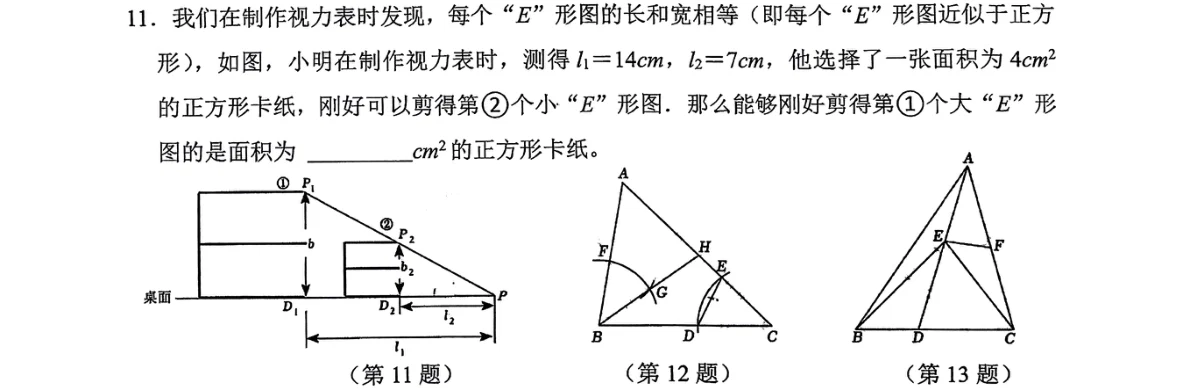 11．我们在制作视力表时发现，每个“E”形图的长和宽相等（即每个“E”形图近似于正方
形），如图，小明在制作视力表时，测得 l₁＝14cm，l₂＝7cm，他选择了一张面积为 4cm²
的正方形卡纸，刚好可以剪得第②个小“E”形图．那么能够刚好剪得第①个大“E”形
图的是面积为 ________cm² 的正方形卡纸。
① P₁
② P₂
b
b₂
桌面 D₁ D₂ P
l₂
l₁
（第 11 题）
A
F H
E
G
B D C
（第 12 题）
A
E F
B D C
（第 13 题）